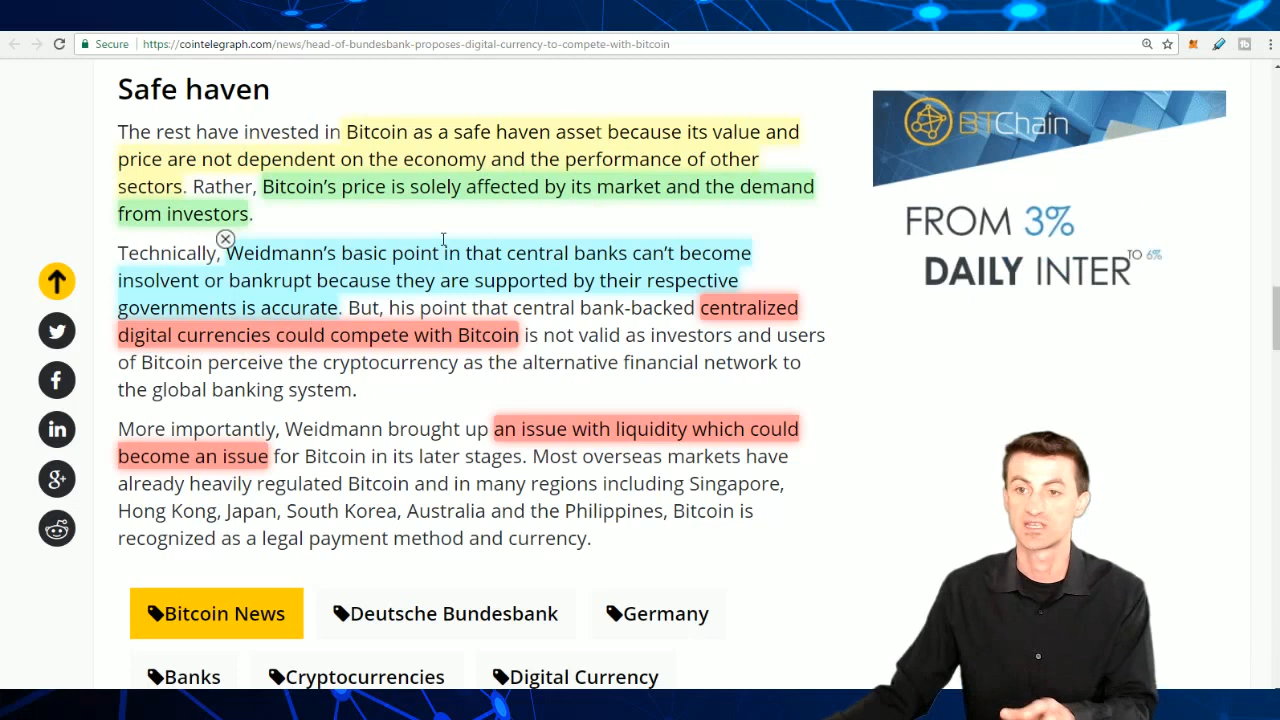 Secure
https://cointelegraph.com/news/head-of-bundesbank-proposes-digital-currency-to-compete-with-bitcoin
Safe haven
The rest have invested in Bitcoin as a safe haven asset because its value and
price are not dependent on the economy and the performance of other
sectors. Rather, Bitcoin's price is solely affected by its market and the demand
from investors.
Technically, Weidmann's basic point in that central banks can't become
insolvent or bankrupt because they are supported by their respective
governments is accurate. But, his point that central bank-backed centralized
digital currencies could compete with Bitcoin is not valid as investors and users
of Bitcoin perceive the cryptocurrency as the alternative financial network to
the global banking system.
More importantly, Weidmann brought up an issue with liquidity which could
become an issue for Bitcoin in its later stages. Most overseas markets have
already heavily regulated Bitcoin and in many regions including Singapore,
Hong Kong, Japan, South Korea, Australia and the Philippines, Bitcoin is
recognized as a legal payment method and currency.
Bitcoin News
Deutsche Bundesbank
Germany
Banks
Cryptocurrencies
Digital Currency
BTChain
FROM 3%
TO 6%
DAILY INTER